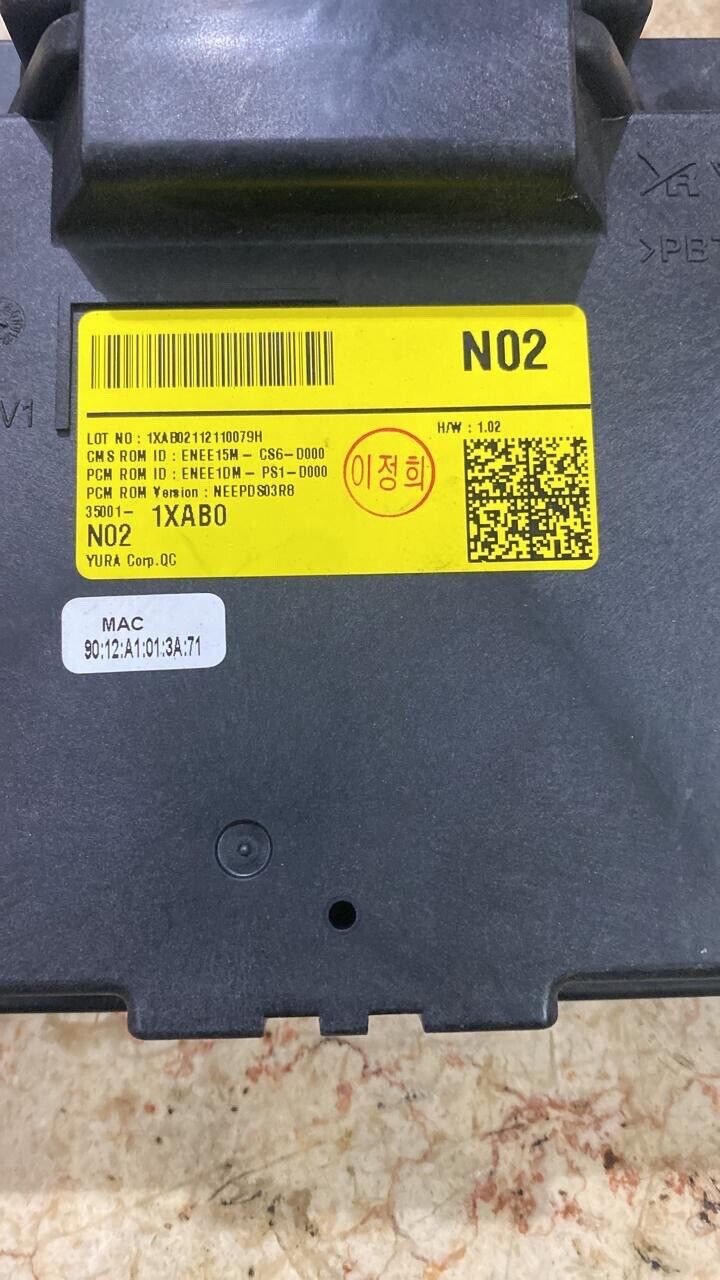 >PB
V1
N02
H/W : 1.02
LOT NO : 1XAB02112110079H
CMS ROM ID : ENEE15M - CS6-D000
PCM ROM ID : ENEE1DM - PS1-D000
PCM ROM Version : NEEPDS03R8
35001- 1XAB0
N02
YURA Corp.QC
이정희
MAC
90:12:A1:01:3A:71